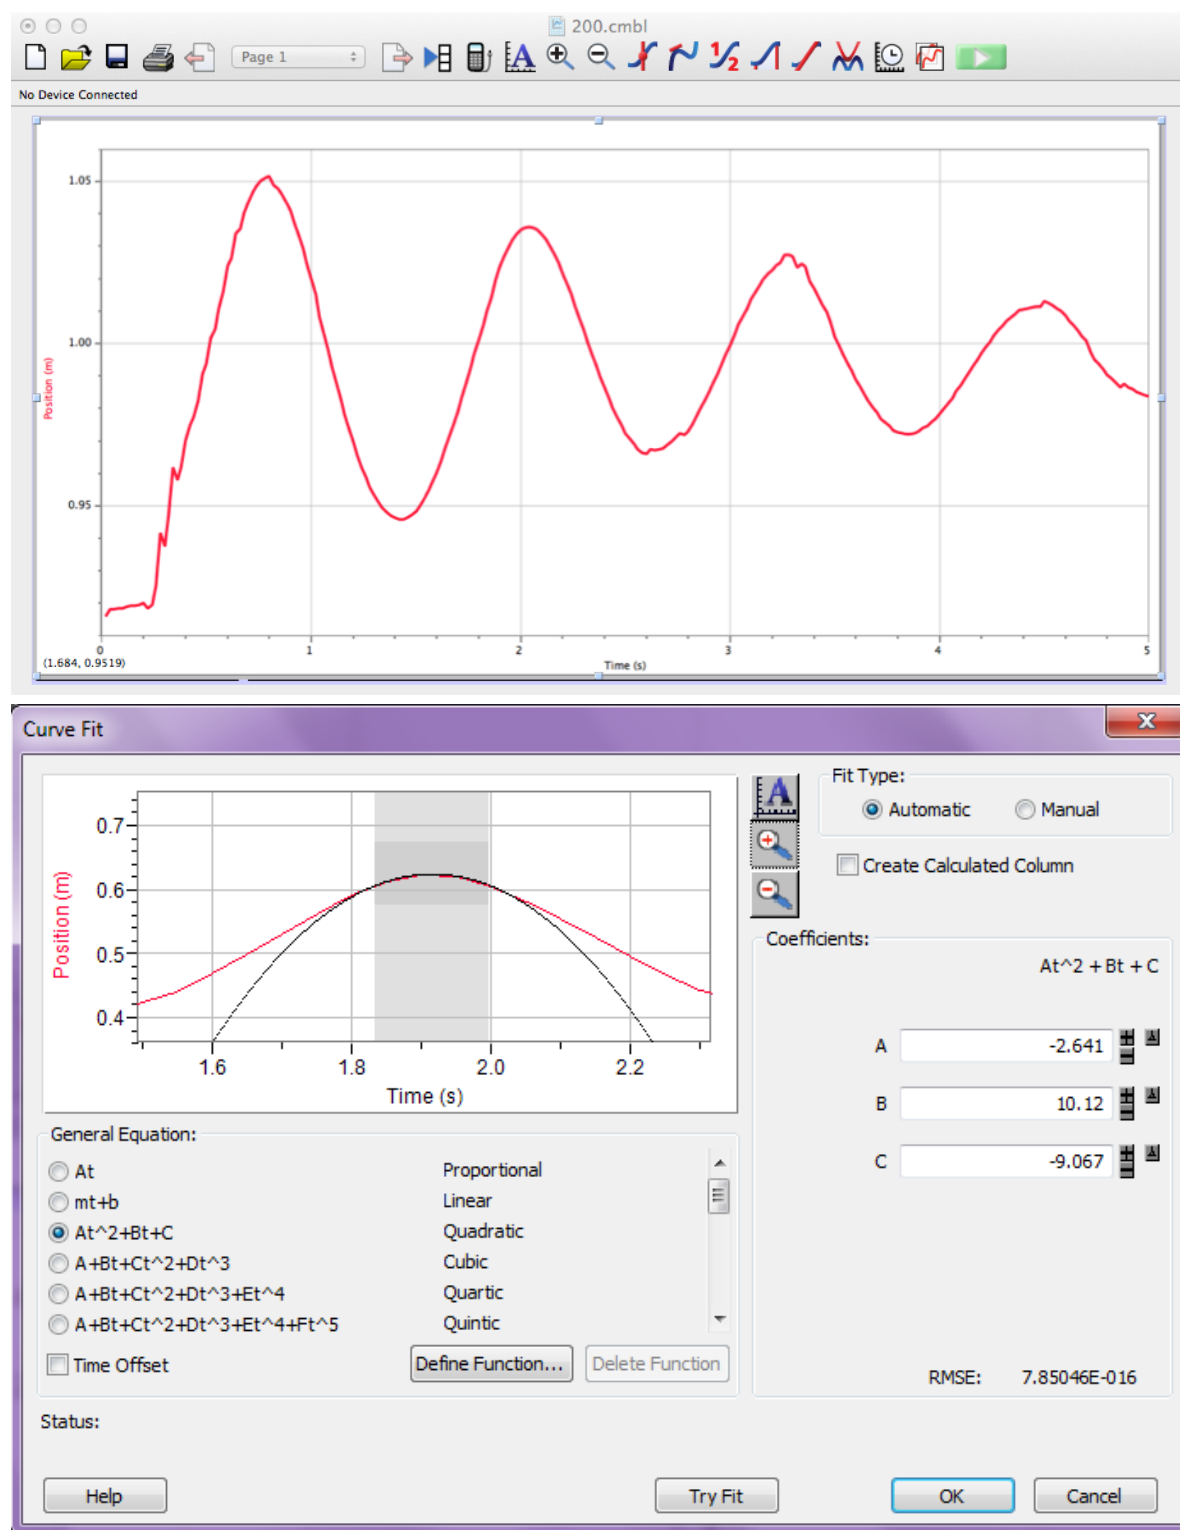 200.cmbl
Page 1
1/2
No Device Connected
1.05
1.00
0.95
Position (m)
0 1 2 3 4 5
(1.684, 0.9519)
Time (s)
Curve Fit
0.7
0.6
0.5
0.4
Position (m)
1.6 1.8 2.0 2.2
Time (s)
Fit Type:
Automatic Manual
Create Calculated Column
Coefficients:
At^2 + Bt + C
A -2.641
B 10.12
C -9.067
RMSE: 7.85046E-016
General Equation:
At Proportional
mt+b Linear
At^2+Bt+C Quadratic
A+Bt+Ct^2+Dt^3 Cubic
A+Bt+Ct^2+Dt^3+Et^4 Quartic
A+Bt+Ct^2+Dt^3+Et^4+Ft^5 Quintic
Time Offset Define Function... Delete Function
Status:
Help Try Fit OK Cancel